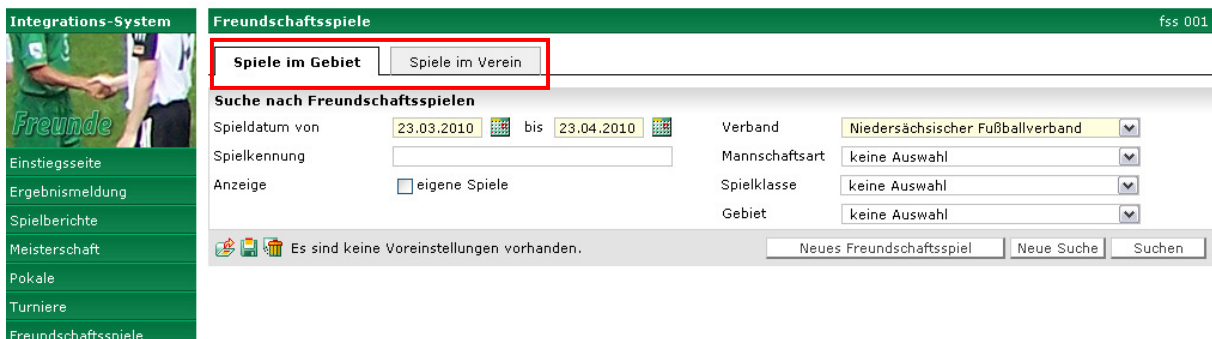 Integrations-System
Freundschaftsspiele
fss 001
Spiele im Gebiet
Spiele im Verein
Freunde
Suche nach Freundschaftsspielen
Spieldatum von 23.03.2010 bis 23.04.2010 Verband Niedersächsischer Fußballverband
Spielkennung Mannschaftsart keine Auswahl
Anzeige eigene Spiele Spielklasse keine Auswahl
Gebiet keine Auswahl
Es sind keine Voreinstellungen vorhanden. Neues Freundschaftsspiel Neue Suche Suchen
Einstiegsseite
Ergebnismeldung
Spielberichte
Meisterschaft
Pokale
Turniere
Freundschaftsspiele